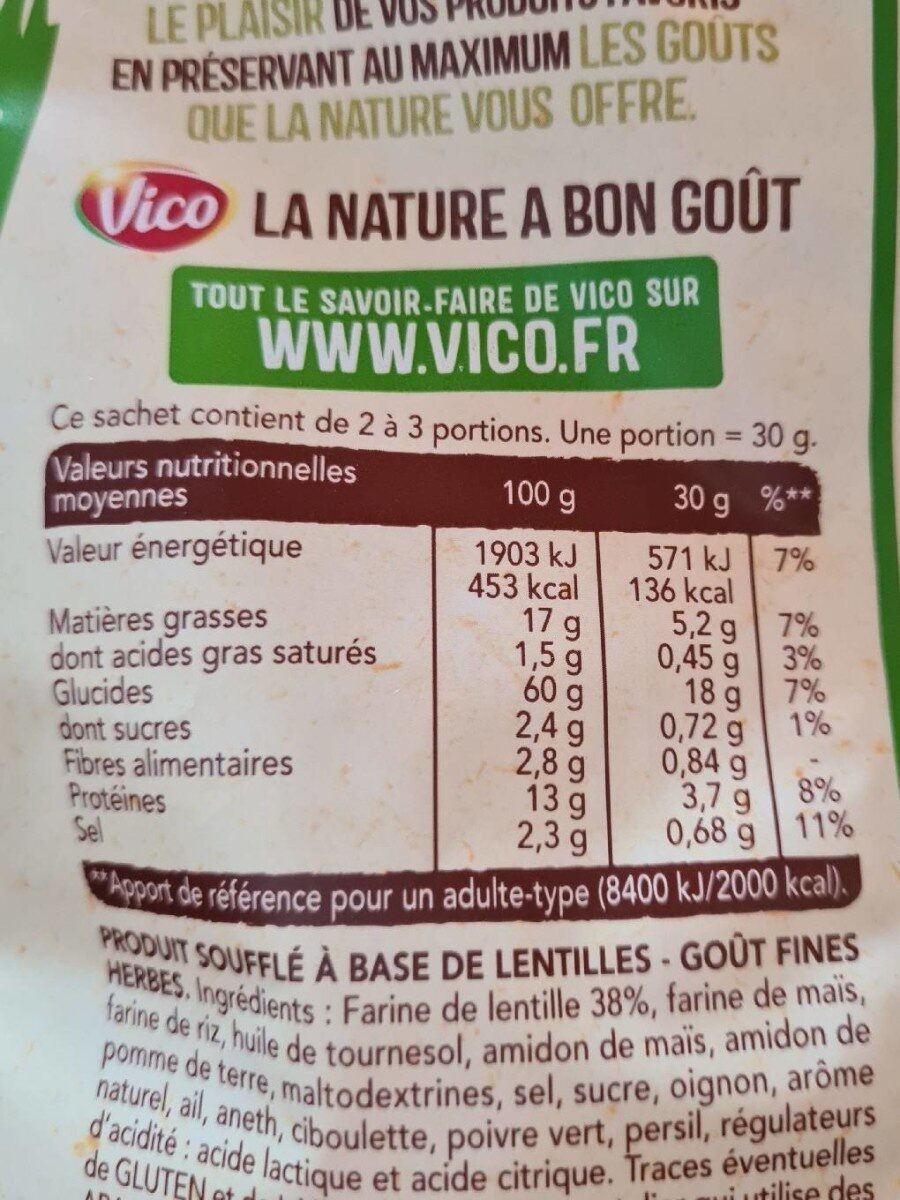 LE PLAISIR DE VOS
EN PRÉSERVANT AU MAXIMUM LES GOÛTS
QUE LA NATURE VOUS OFFRE.
Vico LA NATURE A BON GOÛT
TOUT LE SAVOIR-FAIRE DE VICO SUR
WWW.VICO.FR
Ce sachet contient de 2 à 3 portions. Une portion = 30 g.
Valeurs nutritionnelles
moyennes 100 g 30 g %**
Valeur énergétique 1903 kJ 571 kJ 7%
453 kcal 136 kcal
Matières grasses 17 g 5,2 g 7%
dont acides gras saturés 1,5 g 0,45 g 3%
Glucides 60 g 18 g 7%
dont sucres 2,4 g 0,72 g 1%
Fibres alimentaires 2,8 g 0,84 g -
Protéines 13 g 3,7 g 8%
Sel 2,3 g 0,68 g 11%
**Apport de référence pour un adulte-type (8400 kJ/2000 kcal).
PRODUIT SOUFFLÉ À BASE DE LENTILLES - GOÛT FINES
HERBES. Ingrédients : Farine de lentille 38%, farine de maïs,
farine de riz, huile de tournesol, amidon de maïs, amidon de
pomme de terre, maltodextrines, sel, sucre, oignon, arôme
naturel, ail, aneth, ciboulette, poivre vert, persil, régulateurs
d'acidité : acide lactique et acide citrique. Traces éventuelles
de GLUTEN et utilise des